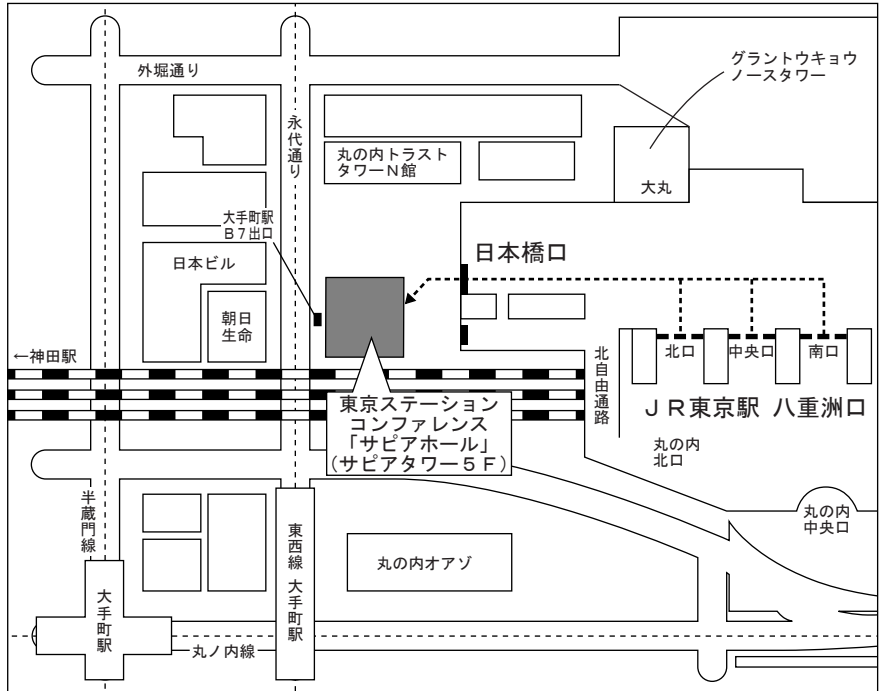 外堀通り
グラントウキョウ
ノースタワー
永代通り
丸の内トラスト
タワーN館
大丸
大手町駅
B7出口
日本橋口
日本ビル
朝日
生命
←神田駅
北口
中央口
南口
北自由通路
東京ステーション
コンファレンス
「サピアホール」
(サピアタワー5F)
JR東京駅 八重洲口
丸の内
北口
半蔵門線
東西線 大手町駅
丸の内オアゾ
丸の内
中央口
大手町駅
丸ノ内線